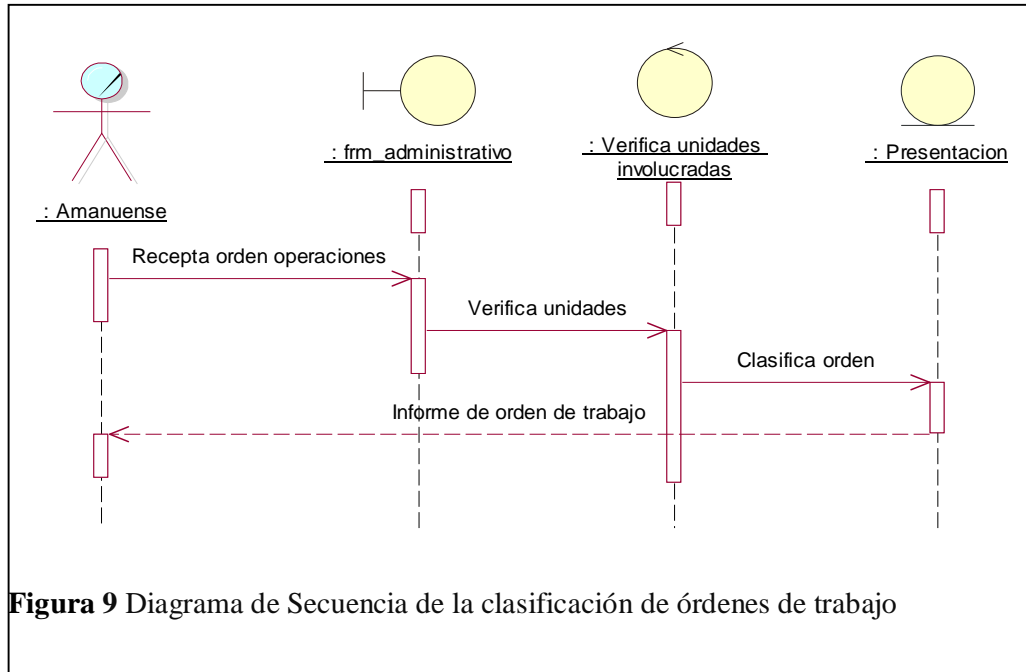 : Amanuense
: frm_administrativo
: Verifica unidades
involucradas
: Presentacion
Recepta orden operaciones
Verifica unidades
Clasifica orden
Informe de orden de trabajo
Figura 9 Diagrama de Secuencia de la clasificación de órdenes de trabajo